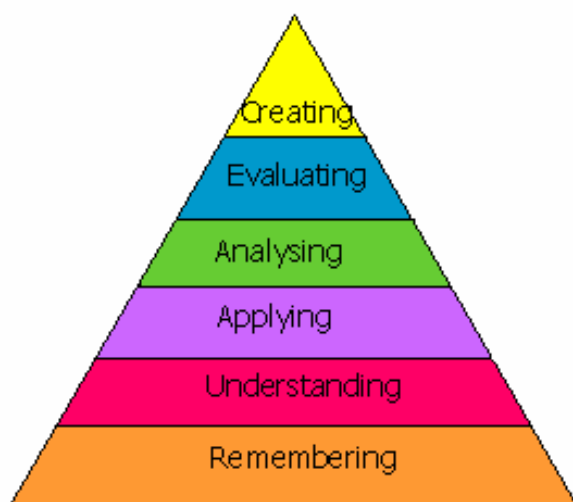 Creating
Evaluating
Analysing
Applying
Understanding
Remembering